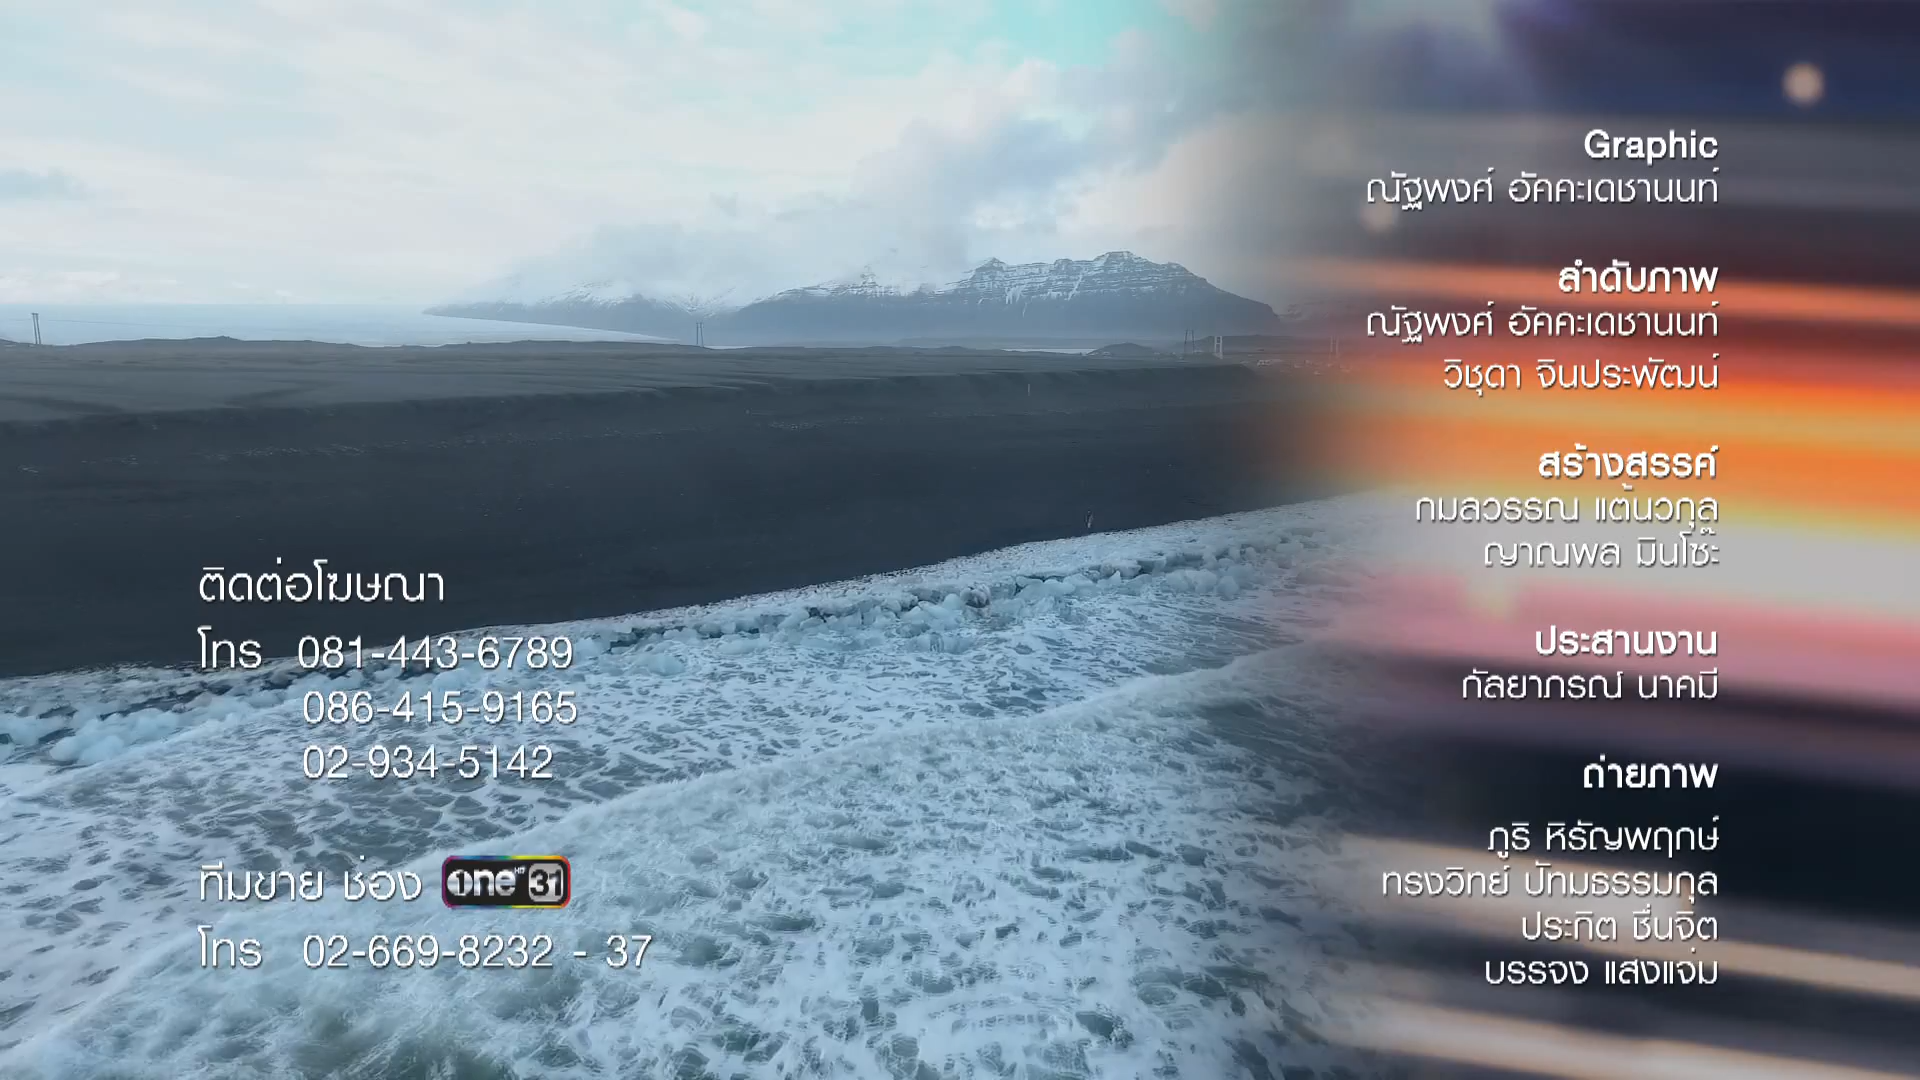 Graphic
ณัฐพงศ์ อัคคะเดชานนท์
ลำดับภาพ
ณัฐพงศ์ อัคคะเดชานนท์
วิชุดา จินประพัฒน์
สร้างสรรค์
กมลวรรณ แต้นวกุล
ญาณพล มินโซ๊ะ
ประสานงาน
กัลยาภรณ์ นาคมี
ถ่ายภาพ
ภูริ หิรัญพฤกษ์
ทรงวิทย์ ปัทมธรรมกุล
ประกิต ชื่นจิต
บรรจง แสงแจ่ม
ติดต่อโฆษณา
โทร 081-443-6789
086-415-9165
02-934-5142
ทีมขาย ช่อง one HD 31
โทร 02-669-8232 - 37